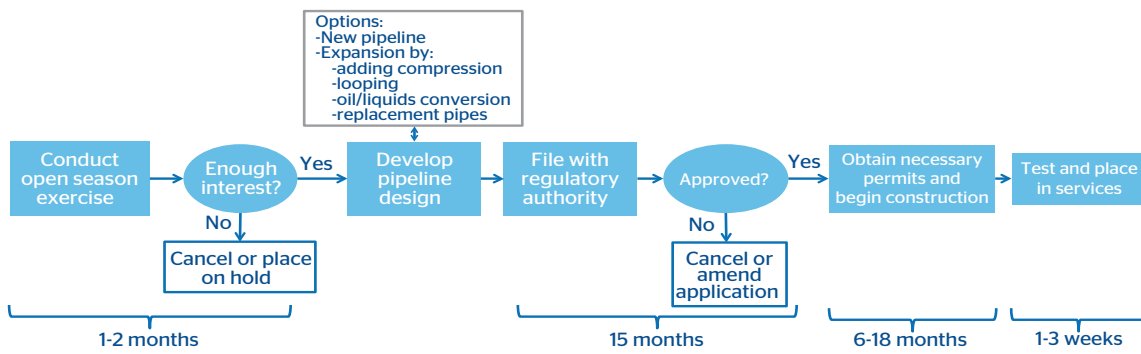 Options:
-New pipeline
-Expansion by:
-adding compression
-looping
-oil/liquids conversion
-replacement pipes
Conduct
open season
exercise
Enough
interest?
Yes
Develop
pipeline
design
File with
regulatory
authority
Approved?
Yes
Obtain necessary
permits and
begin construction
Test and place
in services
No
Cancel or place
on hold
No
Cancel or
amend
application
1-2 months
15 months
6-18 months
1-3 weeks